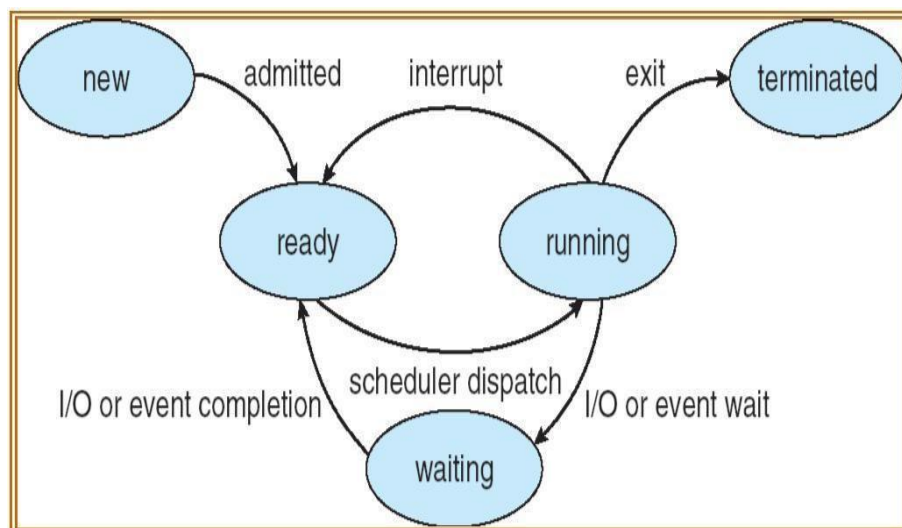 new
admitted
interrupt
exit
terminated
ready
running
scheduler dispatch
I/O or event completion
I/O or event wait
waiting